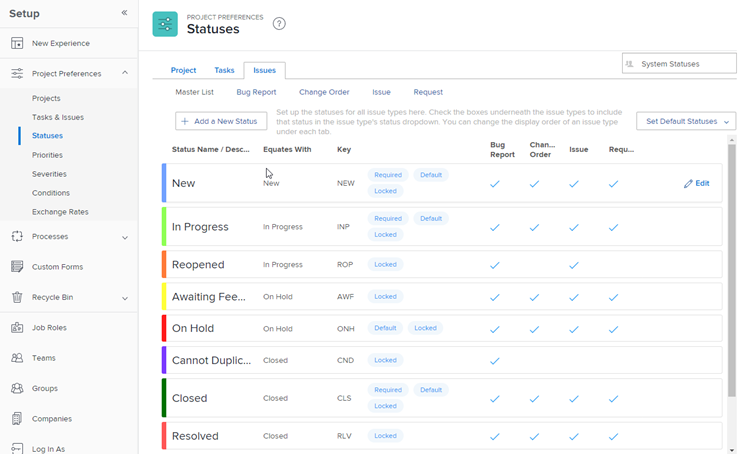 Setup
«
PROJECT PREFERENCES
Statuses
?
New Experience
Project Preferences
Projects
Tasks & Issues
Statuses
Priorities
Severities
Conditions
Exchange Rates
Processes
Custom Forms
Recycle Bin
Job Roles
Teams
Groups
Companies
Log In As
Project Tasks Issues
System Statuses
Master List Bug Report Change Order Issue Request
+ Add a New Status
Set up the statuses for all issue types here. Check the boxes underneath the issue types to include
that status in the issue type's status dropdown. You can change the display order of an issue type
under each tab.
Set Default Statuses
Status Name / Desc... Equates With Key Bug Report Chan... Order Issue Requ...
New New NEW Required Default Locked Edit
In Progress In Progress INP Required Default Locked
Reopened In Progress ROP Locked
Awaiting Fee... On Hold AWF Locked
On Hold On Hold ONH Default Locked
Cannot Duplic... Closed CND Locked
Closed Closed CLS Required Default Locked
Resolved Closed RLV Locked